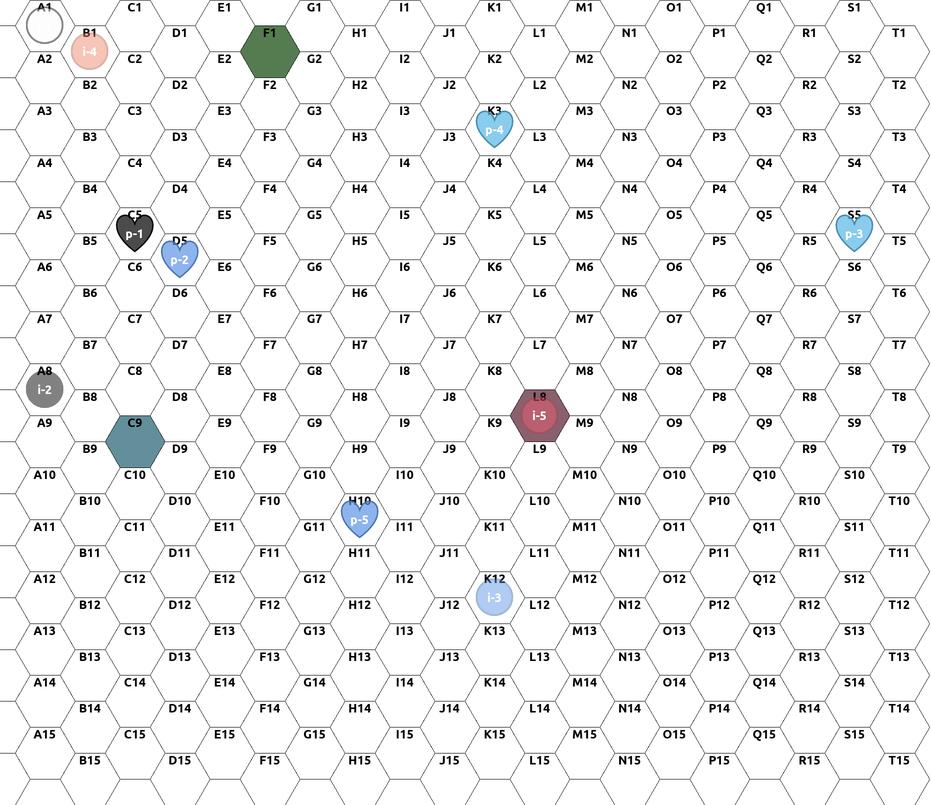 A1 C1 E1 G1 I1 K1 M1 O1 Q1 S1
B1 D1 F1 H1 J1 L1 N1 P1 R1 T1
i-4
A2 C2 E2 G2 I2 K2 M2 O2 Q2 S2
B2 D2 F2 H2 J2 L2 N2 P2 R2 T2
A3 C3 E3 G3 I3 K3 M3 O3 Q3 S3
p-4
B3 D3 F3 H3 J3 L3 N3 P3 R3 T3
A4 C4 E4 G4 I4 K4 M4 O4 Q4 S4
B4 D4 F4 H4 J4 L4 N4 P4 R4 T4
A5 C5 E5 G5 I5 K5 M5 O5 Q5 S5
p-1 p-3
B5 D5 F5 H5 J5 L5 N5 P5 R5 T5
p-2
A6 C6 E6 G6 I6 K6 M6 O6 Q6 S6
B6 D6 F6 H6 J6 L6 N6 P6 R6 T6
A7 C7 E7 G7 I7 K7 M7 O7 Q7 S7
B7 D7 F7 H7 J7 L7 N7 P7 R7 T7
A8 C8 E8 G8 I8 K8 M8 O8 Q8 S8
i-2
B8 D8 F8 H8 J8 L8 N8 P8 R8 T8
i-5
A9 C9 E9 G9 I9 K9 M9 O9 Q9 S9
B9 D9 F9 H9 J9 L9 N9 P9 R9 T9
A10 C10 E10 G10 I10 K10 M10 O10 Q10 S10
B10 D10 F10 H10 J10 L10 N10 P10 R10 T10
p-5
A11 C11 E11 G11 I11 K11 M11 O11 Q11 S11
B11 D11 F11 H11 J11 L11 N11 P11 R11 T11
A12 C12 E12 G12 I12 K12 M12 O12 Q12 S12
i-3
B12 D12 F12 H12 J12 L12 N12 P12 R12 T12
A13 C13 E13 G13 I13 K13 M13 O13 Q13 S13
B13 D13 F13 H13 J13 L13 N13 P13 R13 T13
A14 C14 E14 G14 I14 K14 M14 O14 Q14 S14
B14 D14 F14 H14 J14 L14 N14 P14 R14 T14
A15 C15 E15 G15 I15 K15 M15 O15 Q15 S15
B15 D15 F15 H15 J15 L15 N15 P15 R15 T15